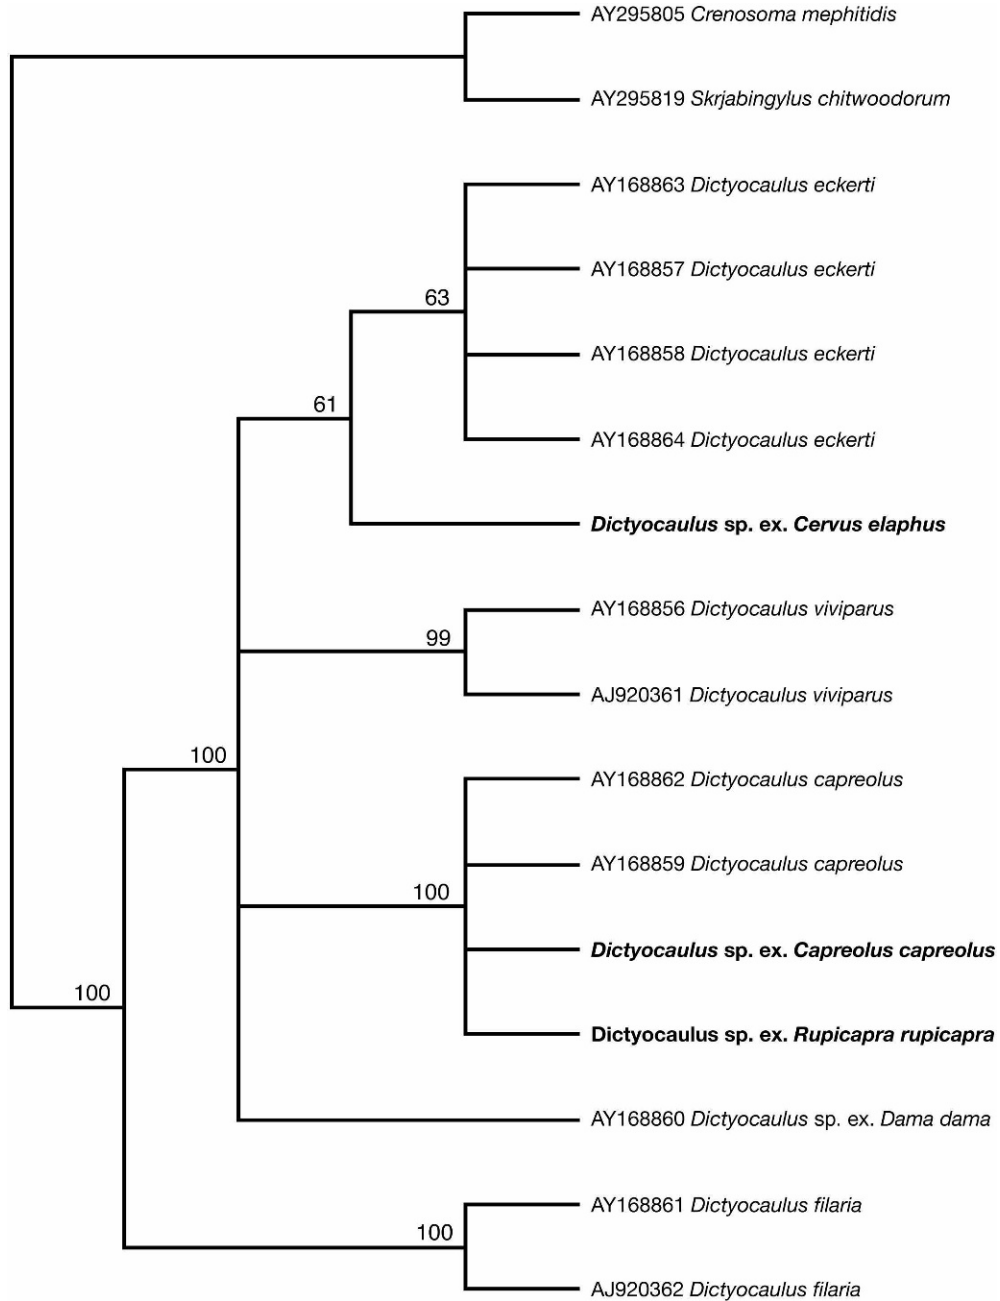 AY295805 Crenosoma mephitidis
AY295819 Skrjabingylus chitwoodorum
AY168863 Dictyocaulus eckerti
AY168857 Dictyocaulus eckerti
63
AY168858 Dictyocaulus eckerti
61
AY168864 Dictyocaulus eckerti
Dictyocaulus sp. ex. Cervus elaphus
AY168856 Dictyocaulus viviparus
99
AJ920361 Dictyocaulus viviparus
100
AY168862 Dictyocaulus capreolus
AY168859 Dictyocaulus capreolus
100
Dictyocaulus sp. ex. Capreolus capreolus
100
Dictyocaulus sp. ex. Rupicapra rupicapra
AY168860 Dictyocaulus sp. ex. Dama dama
AY168861 Dictyocaulus filaria
100
AJ920362 Dictyocaulus filaria